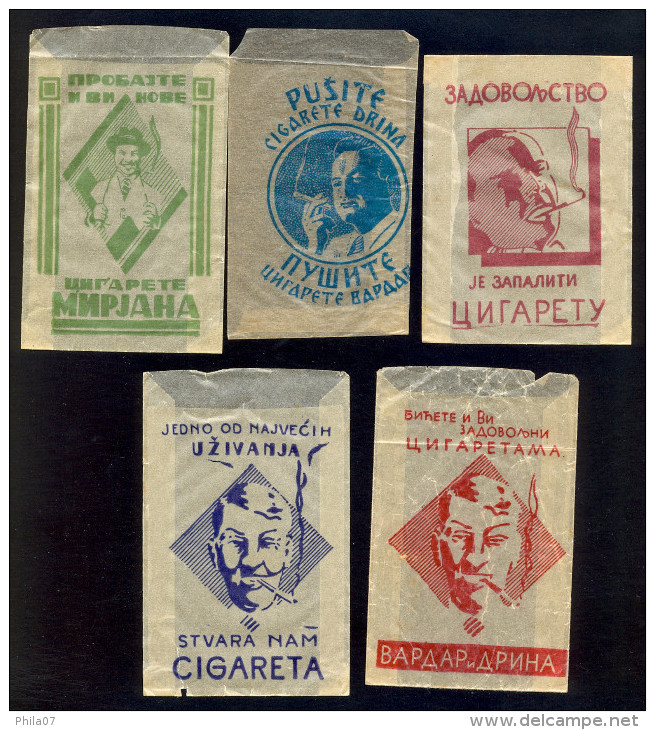 ПРОБАЈТЕ
И ВИ НОВЕ
ЦИГАРЕТЕ
МИРЈАНА
PUŠITE
CIGARETE DRINA
ПУШИТЕ
ЦИГАРЕТЕ ВАРДАР
ЗАДОВОЉСТВО
ЈЕ ЗАПАЛИТИ
ЦИГАРЕТУ
JEDNO OD NAJVEĆIH
UŽIVANJA
STVARA NAM
CIGARETA
БИЋЕТЕ И ВИ
ЗАДОВОЉНИ
ЦИГАРЕТАМА
ВАРДАР и ДРИНА
Phila07
delcampe.net